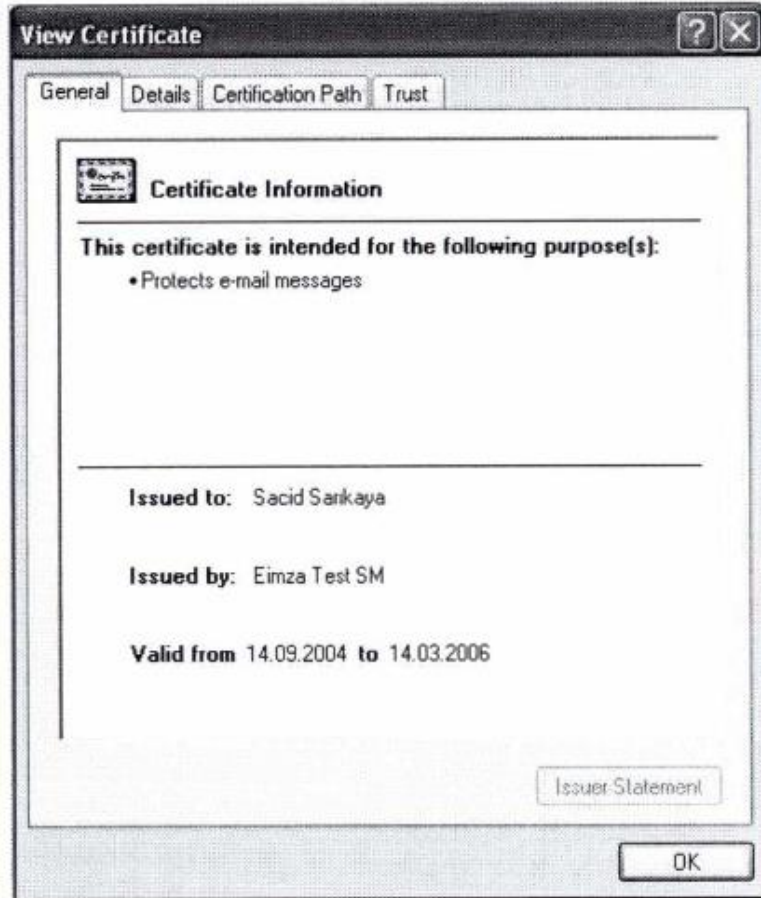 View Certificate
General Details Certification Path Trust
Certificate Information
This certificate is intended for the following purpose(s):
• Protects e-mail messages
Issued to: Sacid Sarıkaya
Issued by: Eimza Test SM
Valid from 14.09.2004 to 14.03.2006
Issuer Statement
OK